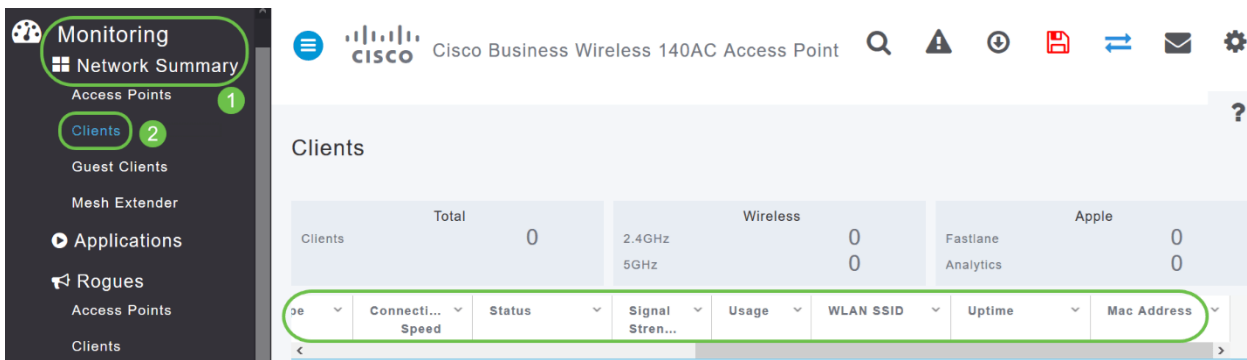 Monitoring
Network Summary
Access Points
1
Clients
2
Guest Clients
Mesh Extender
Applications
Rogues
Access Points
Clients
CISCO Cisco Business Wireless 140AC Access Point
?
Clients
Total Wireless Apple
Clients 0 2.4GHz 0 Fastlane 0
5GHz 0 Analytics 0
pe Connecti... Status Signal Usage WLAN SSID Uptime Mac Address
Speed Stren...